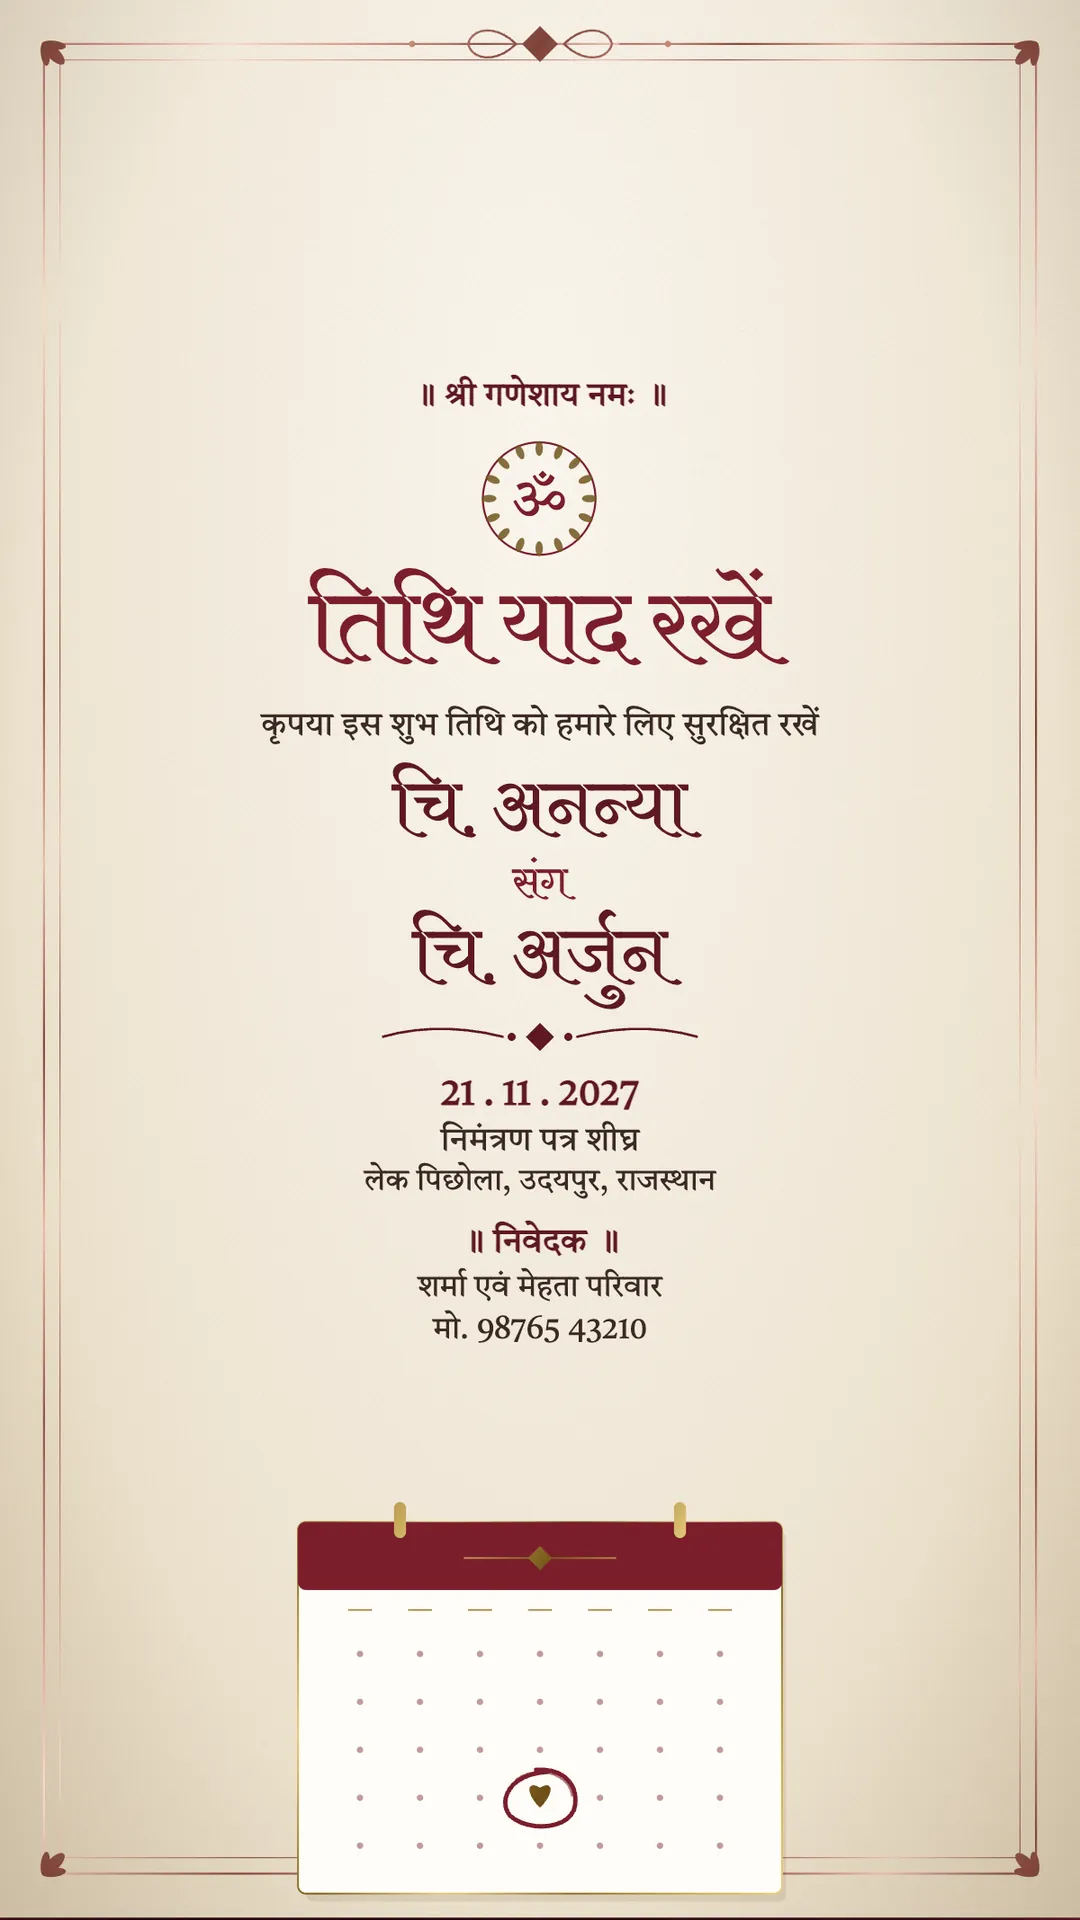 ॥ श्री गणेशाय नमः ॥
ॐ
तिथि याद रखें
कृपया इस शुभ तिथि को हमारे लिए सुरक्षित रखें
चि. अनन्या
संग
चि. अर्जुन
21 . 11 . 2027
निमंत्रण पत्र शीघ्र
लेक पिछोला, उदयपुर, राजस्थान
॥ निवेदक ॥
शर्मा एवं मेहता परिवार
मो. 98765 43210